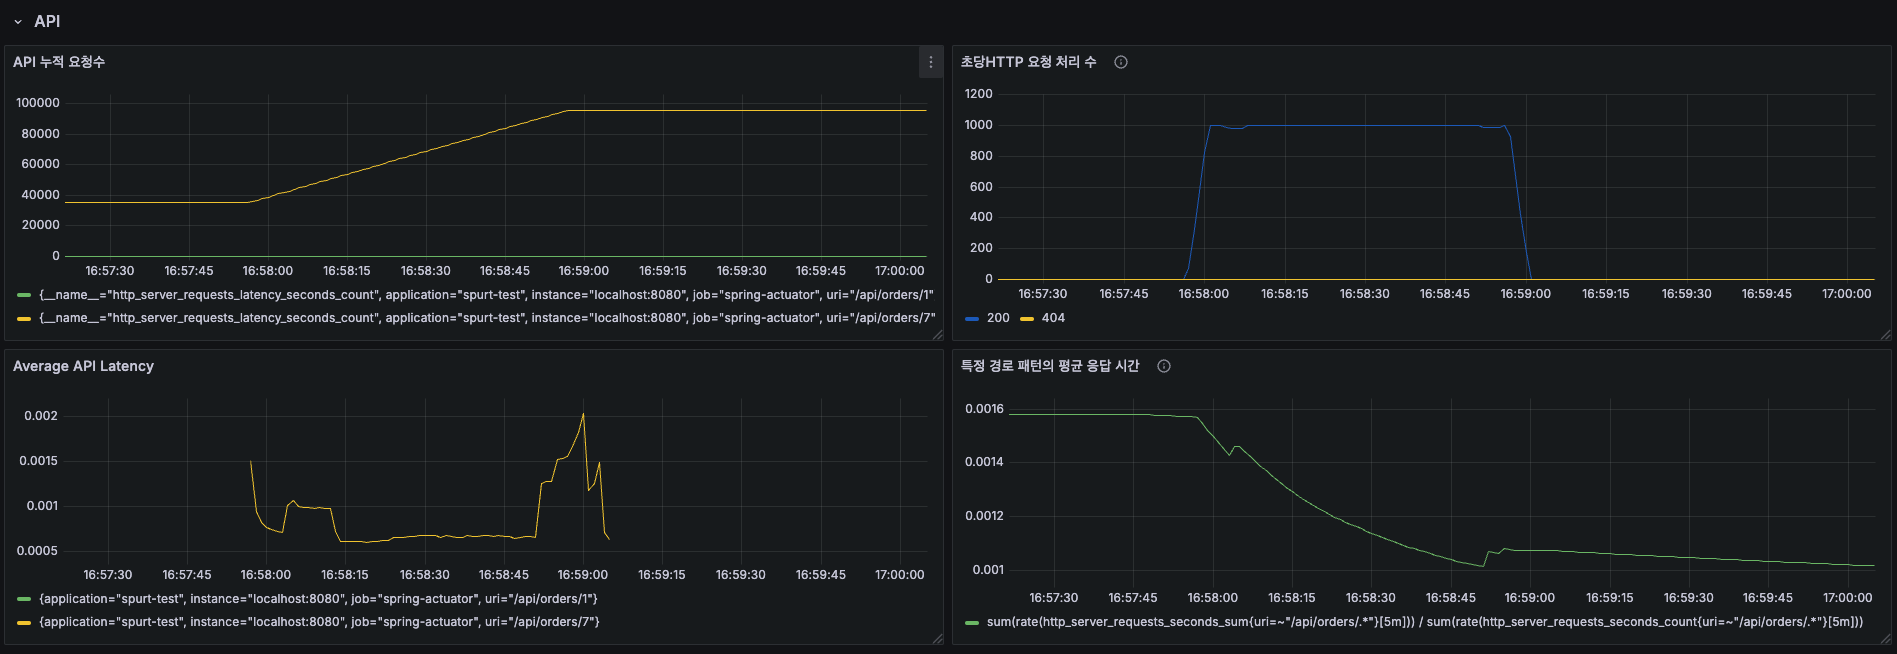 API
API 누적 요청수
100000
80000
60000
40000
20000
0
16:57:30 16:57:45 16:58:00 16:58:15 16:58:30 16:58:45 16:59:00 16:59:15 16:59:30 16:59:45 17:00:00
{__name__="http_server_requests_latency_seconds_count", application="spurt-test", instance="localhost:8080", job="spring-actuator", uri="/api/orders/1"
{__name__="http_server_requests_latency_seconds_count", application="spurt-test", instance="localhost:8080", job="spring-actuator", uri="/api/orders/7"
초당HTTP 요청 처리 수
1200
1000
800
600
400
200
0
16:57:30 16:57:45 16:58:00 16:58:15 16:58:30 16:58:45 16:59:00 16:59:15 16:59:30 16:59:45 17:00:00
200 404
Average API Latency
0.002
0.0015
0.001
0.0005
16:57:30 16:57:45 16:58:00 16:58:15 16:58:30 16:58:45 16:59:00 16:59:15 16:59:30 16:59:45 17:00:00
{application="spurt-test", instance="localhost:8080", job="spring-actuator", uri="/api/orders/1"}
{application="spurt-test", instance="localhost:8080", job="spring-actuator", uri="/api/orders/7"}
특정 경로 패턴의 평균 응답 시간
0.0016
0.0014
0.0012
0.001
16:57:30 16:57:45 16:58:00 16:58:15 16:58:30 16:58:45 16:59:00 16:59:15 16:59:30 16:59:45 17:00:00
sum(rate(http_server_requests_seconds_sum{uri=~"/api/orders/.*"}[5m])) / sum(rate(http_server_requests_seconds_count{uri=~"/api/orders/.*"}[5m]))